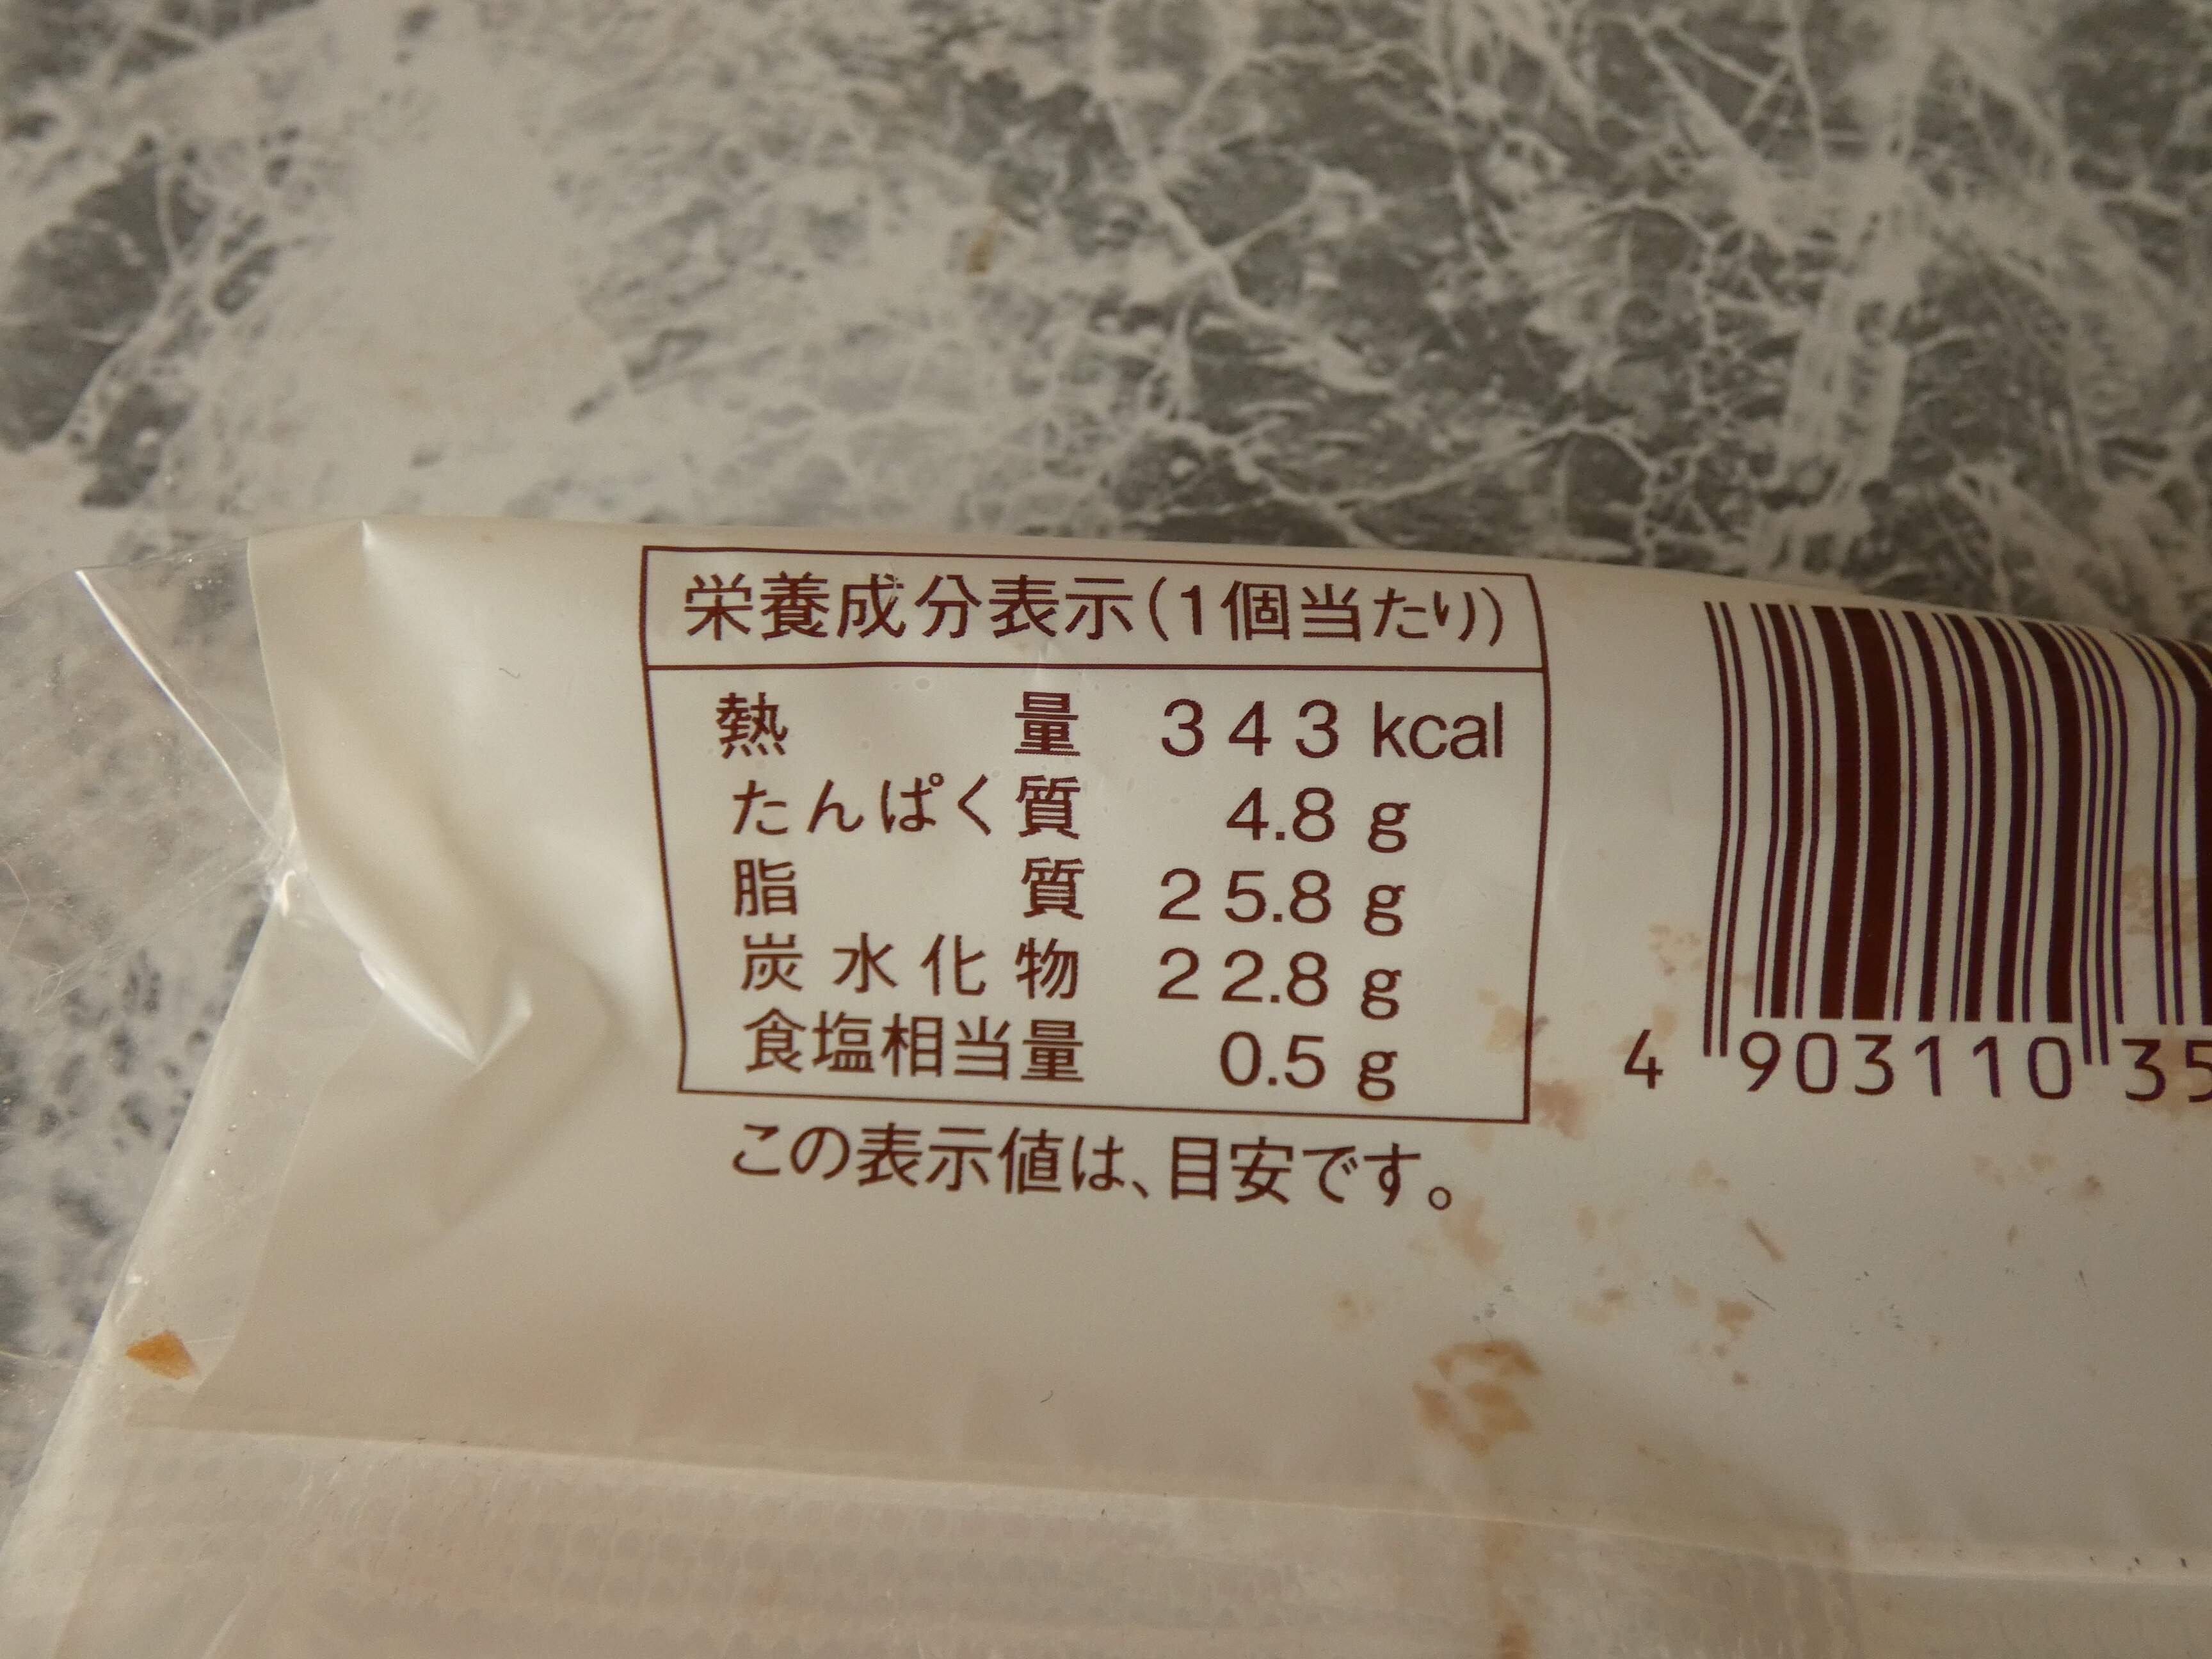 栄養成分表示(1個当たり)
熱量 343 kcal
たんぱく質 4.8 g
脂質 25.8 g
炭水化物 22.8 g
食塩相当量 0.5 g
この表示値は、目安です。
4 903110 35